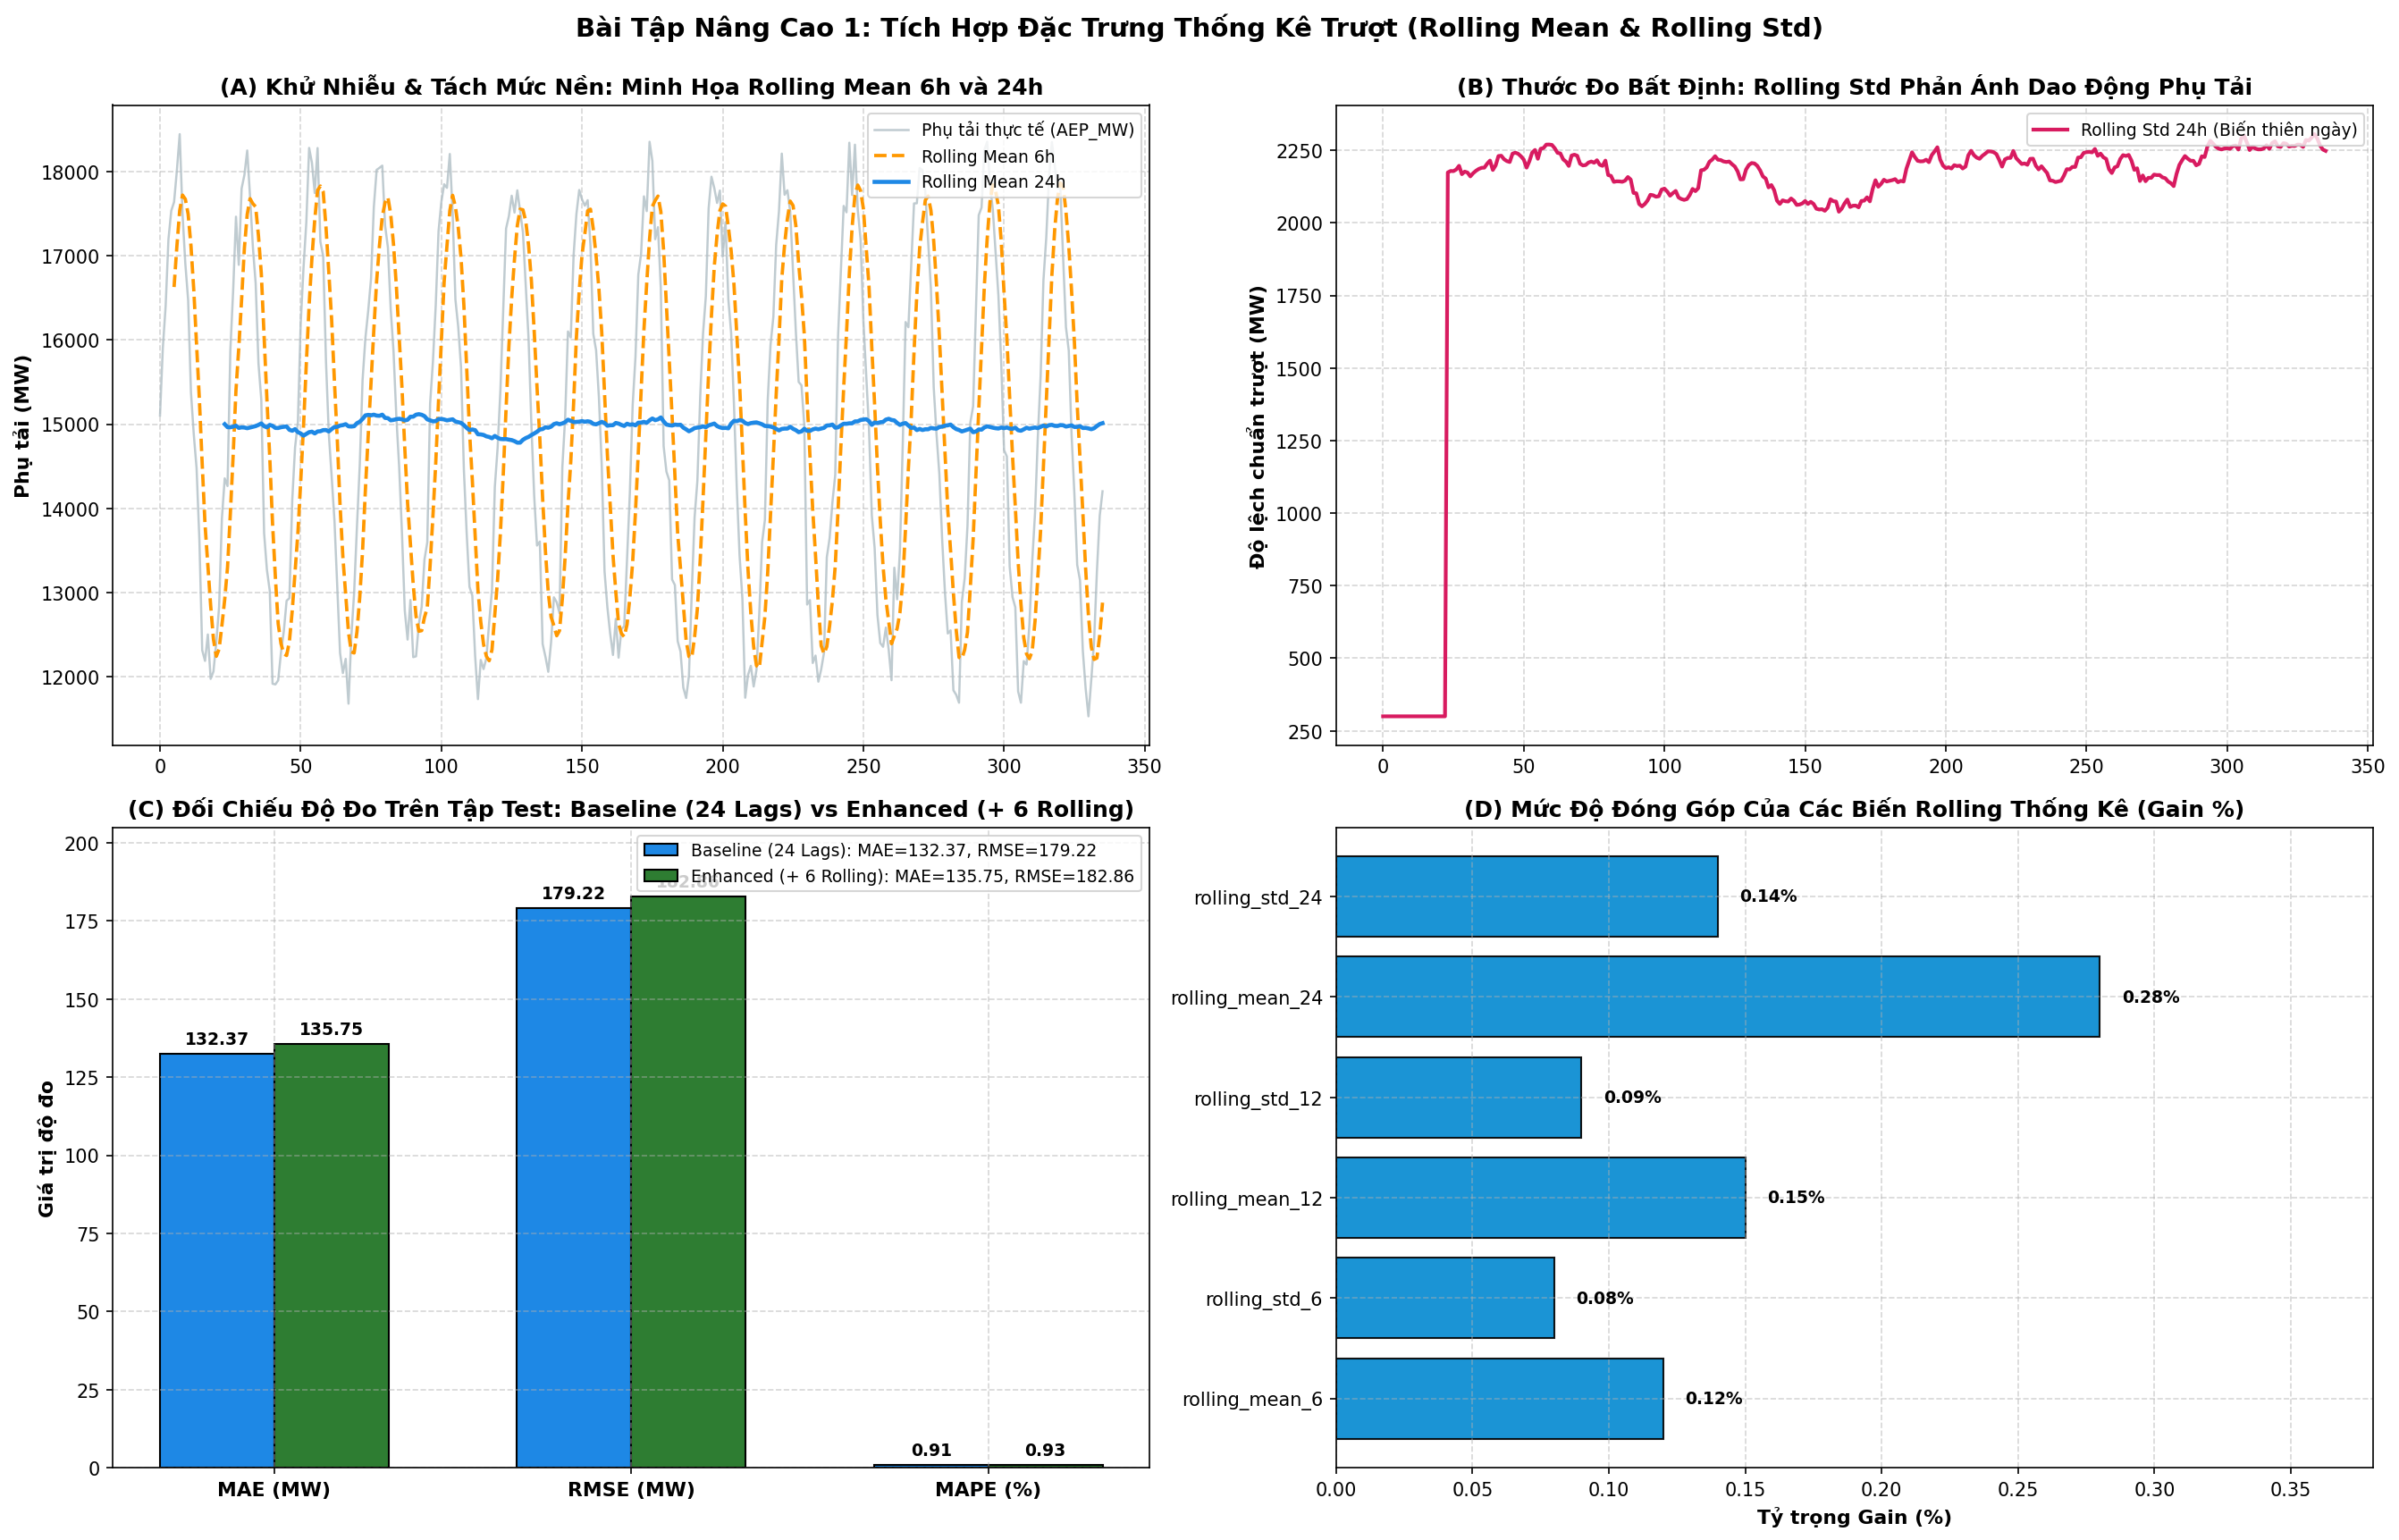 Bài Tập Nâng Cao 1: Tích Hợp Đặc Trưng Thống Kê Trượt (Rolling Mean & Rolling Std)
(A) Khử Nhiễu & Tách Mức Nền: Minh Họa Rolling Mean 6h và 24h
Phụ tải thực tế (AEP_MW)
Rolling Mean 6h
Rolling Mean 24h
Phụ tải (MW)
18000
17000
16000
15000
14000
13000
12000
0 50 100 150 200 250 300 350
(B) Thước Đo Bất Định: Rolling Std Phản Ánh Dao Động Phụ Tải
Rolling Std 24h (Biến thiên ngày)
Độ lệch chuẩn trượt (MW)
2250
2000
1750
1500
1250
1000
750
500
250
0 50 100 150 200 250 300 350
(C) Đối Chiếu Độ Đo Trên Tập Test: Baseline (24 Lags) vs Enhanced (+ 6 Rolling)
Baseline (24 Lags): MAE=132.37, RMSE=179.22
Enhanced (+ 6 Rolling): MAE=135.75, RMSE=182.86
Giá trị độ đo
200
175
150
125
100
75
50
25
0
132.37
135.75
179.22
182.86
0.91
0.93
MAE (MW) RMSE (MW) MAPE (%)
(D) Mức Độ Đóng Góp Của Các Biến Rolling Thống Kê (Gain %)
rolling_std_24 0.14%
rolling_mean_24 0.28%
rolling_std_12 0.09%
rolling_mean_12 0.15%
rolling_std_6 0.08%
rolling_mean_6 0.12%
0.00 0.05 0.10 0.15 0.20 0.25 0.30 0.35
Tỷ trọng Gain (%)